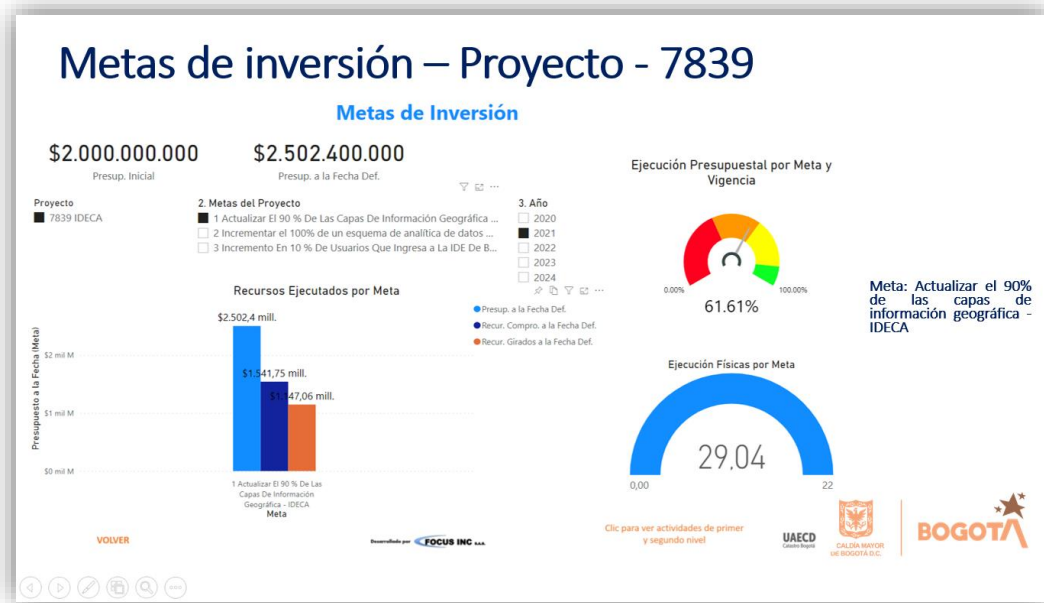 Metas de inversión – Proyecto - 7839
Metas de Inversión
$2.000.000.000
Presup. Inicial
$2.502.400.000
Presup. a la Fecha Def.
Proyecto
7839 IDECA
2. Metas del Proyecto
1 Actualizar El 90 % De Las Capas De Información Geográfica ...
2 Incrementar el 100% de un esquema de analítica de datos ...
3 Incremento En 10 % De Usuarios Que Ingresa a La IDE De B...
3. Año
2020
2021
2022
2023
2024
Recursos Ejecutados por Meta
Presup. a la Fecha Def.
Recur. Compro. a la Fecha Def.
Recur. Girados a la Fecha Def.
Presupuesto a la Fecha (Meta)
$2 mil M
$1 mil M
$0 mil M
$2.502,4 mill.
$1.541,75 mill.
47,06 mill.
1 Actualizar El 90 % De Las
Capas De Información
Geográfica - IDECA
Meta
Ejecución Presupuestal por Meta y
Vigencia
0.00%
100.00%
61.61%
Meta: Actualizar el 90%
de las capas de
información geográfica -
IDECA
Ejecución Físicas por Meta
29,04
0,00
22
VOLVER
Desarrollado por FOCUS INC S.A.S.
Clic para ver actividades de primer
y segundo nivel
UAECD
Catastro Bogotá
CALDÍA MAYOR
DE BOGOTÁ D.C.
BOGOTÁ